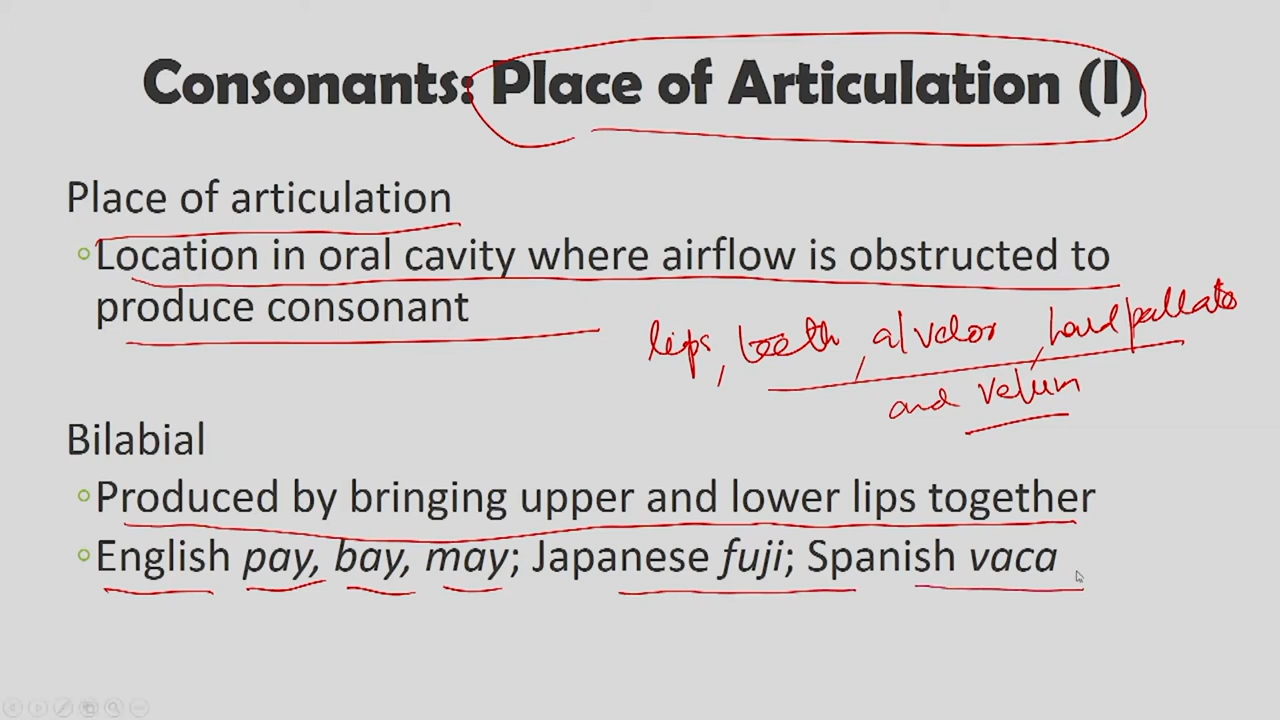 Consonants: Place of Articulation (I)
Place of articulation
Location in oral cavity where airflow is obstructed to
produce consonant
lips, teeth, alvelor, hard pallate
and velum
Bilabial
Produced by bringing upper and lower lips together
English pay, bay, may; Japanese fuji; Spanish vaca